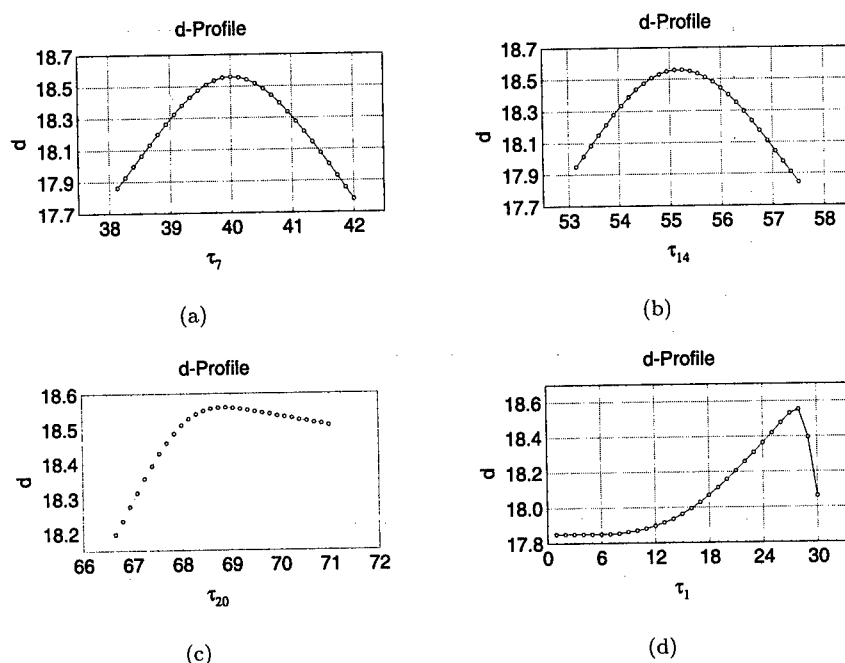 d-Profile
18.7
18.5
18.3
18.1
17.9
17.7
d
38 39 40 41 42
τ7
(a)
d-Profile
18.7
18.5
18.3
18.1
17.9
17.7
d
53 54 55 56 57 58
τ14
(b)
d-Profile
18.6
18.5
18.4
18.3
18.2
d
66 67 68 69 70 71 72
τ20
(c)
d-Profile
18.6
18.4
18.2
18.0
17.8
d
0 6 12 18 24 30
τ1
(d)